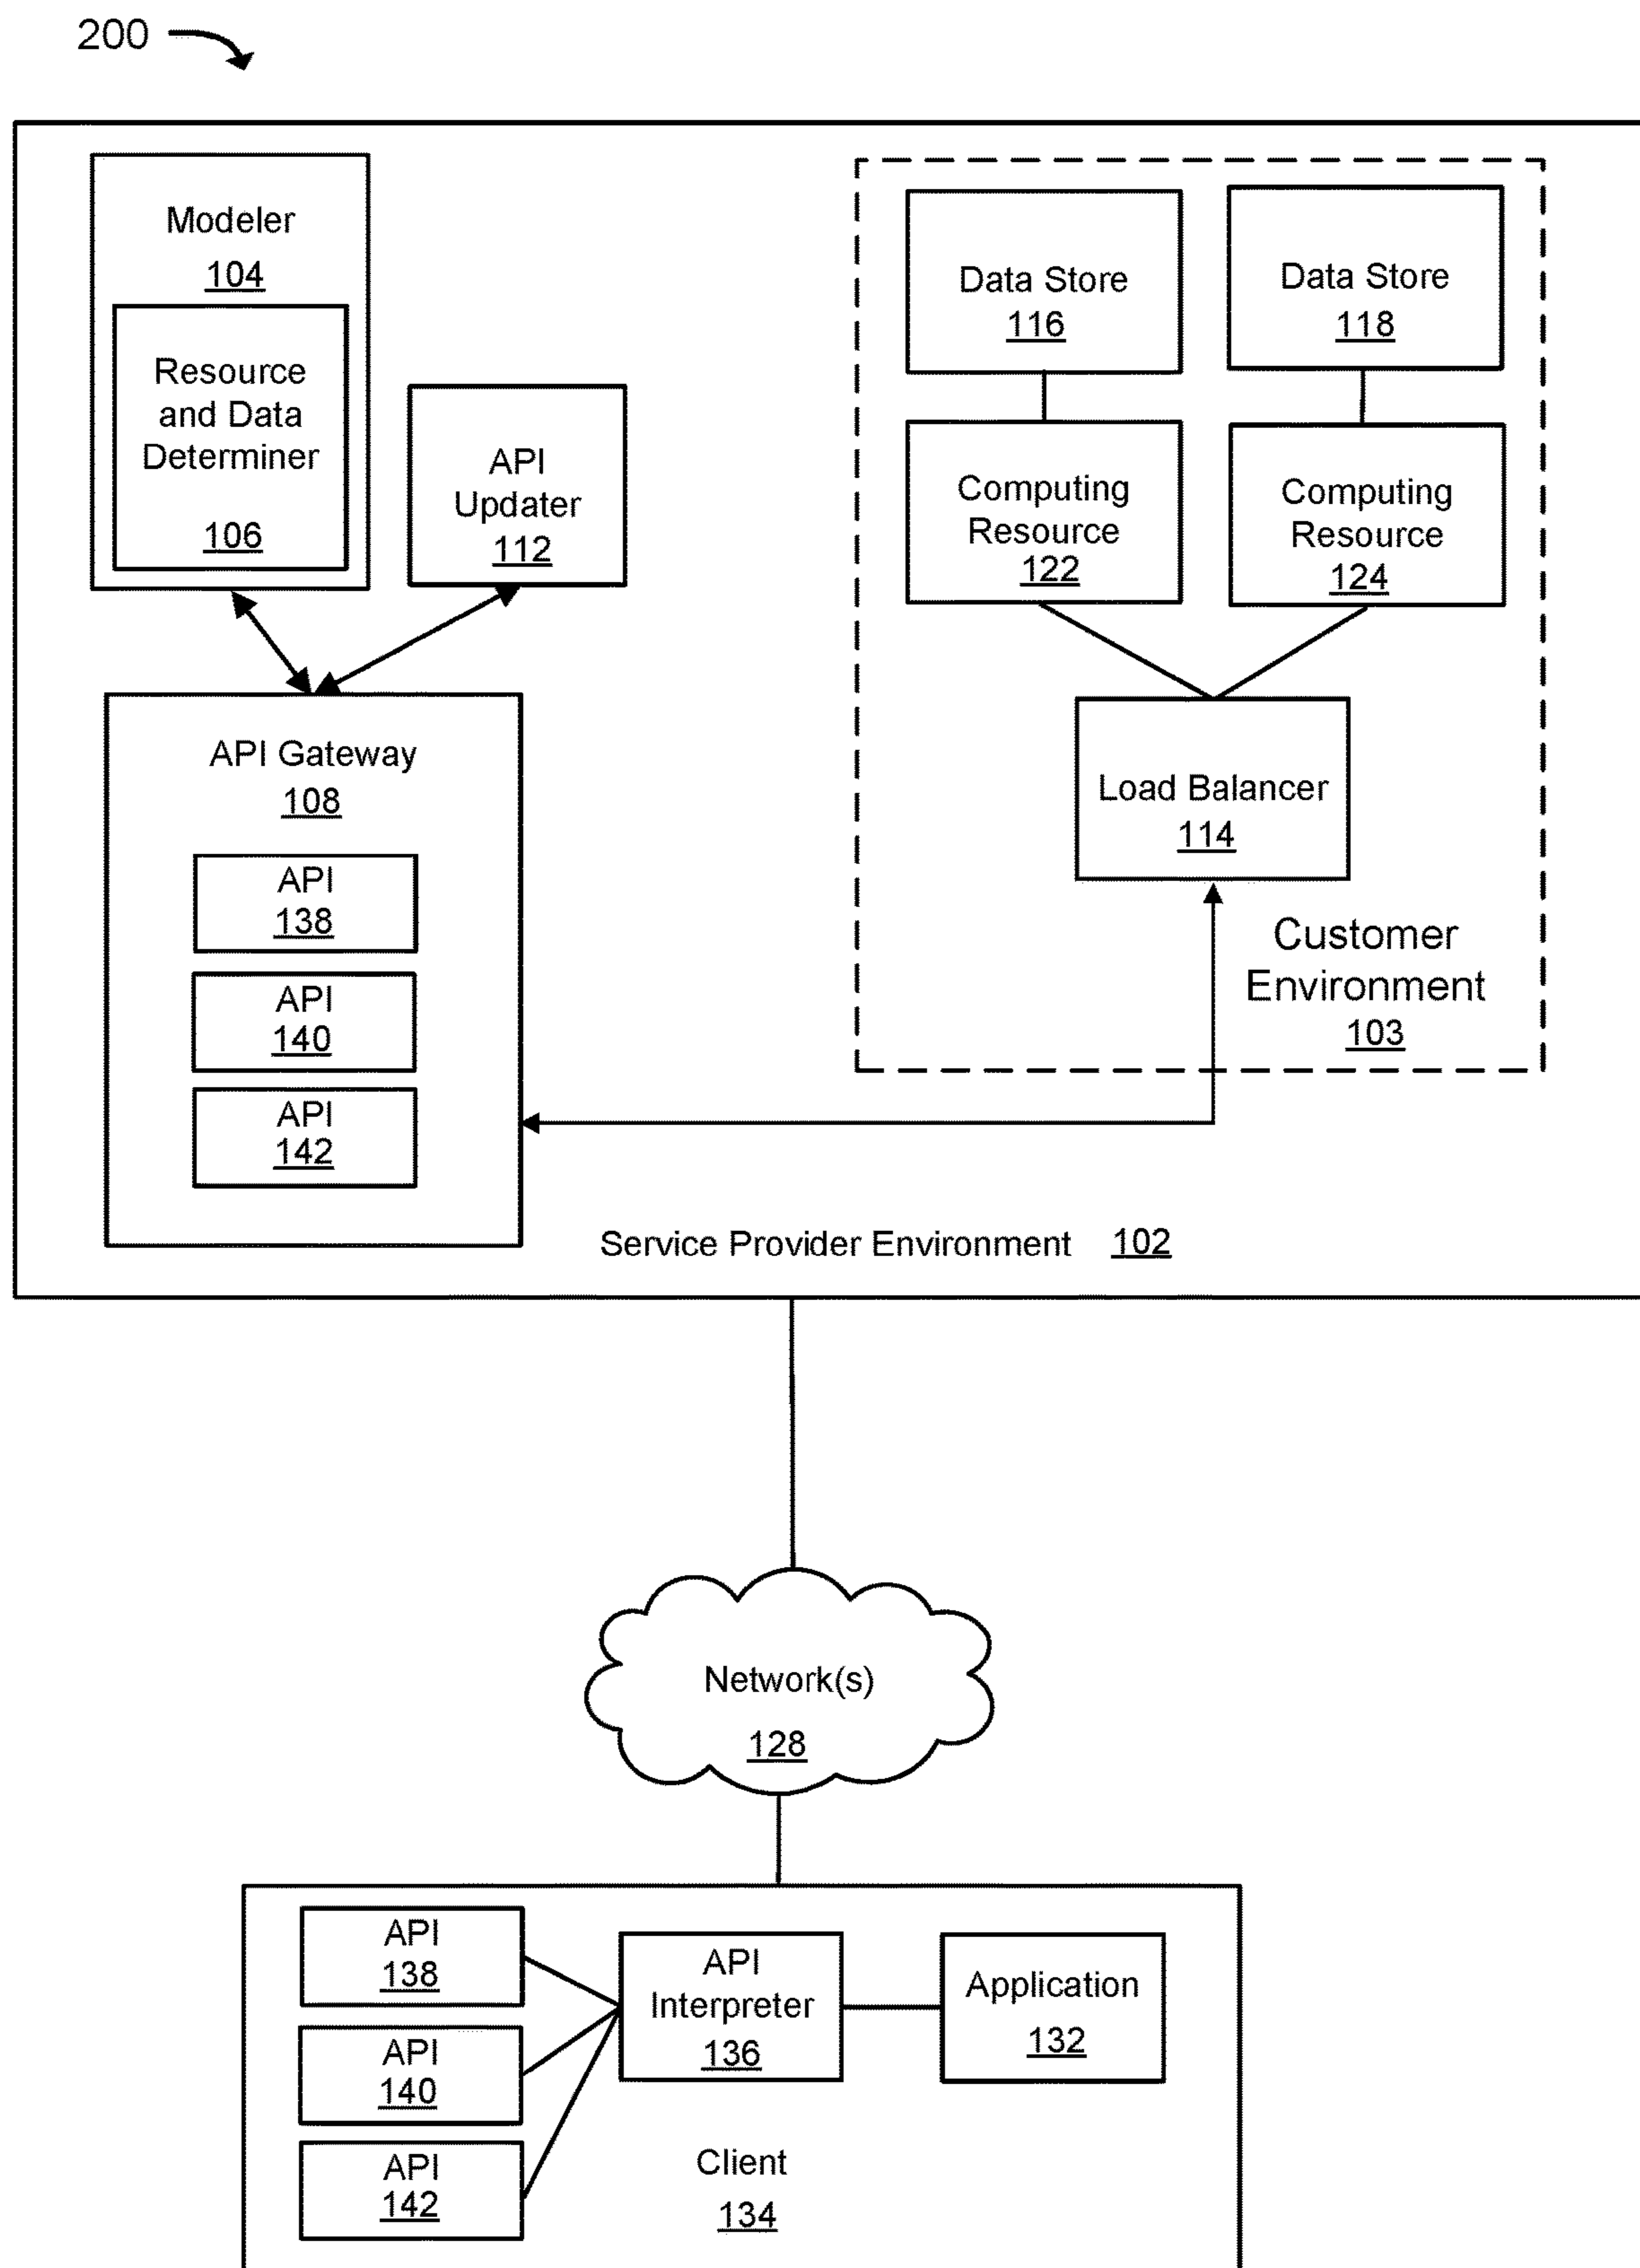 200
Modeler
104
Resource
and Data
Determiner
106
API
Updater
112
Data Store
116
Data Store
118
Computing
Resource
122
Computing
Resource
124
Load Balancer
114
Customer
Environment
103
API Gateway
108
API
138
API
140
API
142
Service Provider Environment 102
Network(s)
128
API
138
API
140
API
142
API
Interpreter
136
Application
132
Client
134